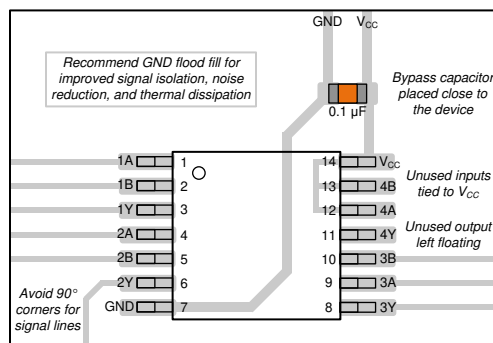 GND VCC
Recommend GND flood fill for
improved signal isolation, noise
reduction, and thermal dissipation
0.1 µF
Bypass capacitor
placed close to
the device
1A 1 14 VCC
1B 2 13 4B
Unused inputs
tied to VCC
1Y 3 12 4A
2A 4 11 4Y
Unused output
left floating
2B 5 10 3B
2Y 6 9 3A
Avoid 90°
corners for
signal lines
GND 7 8 3Y